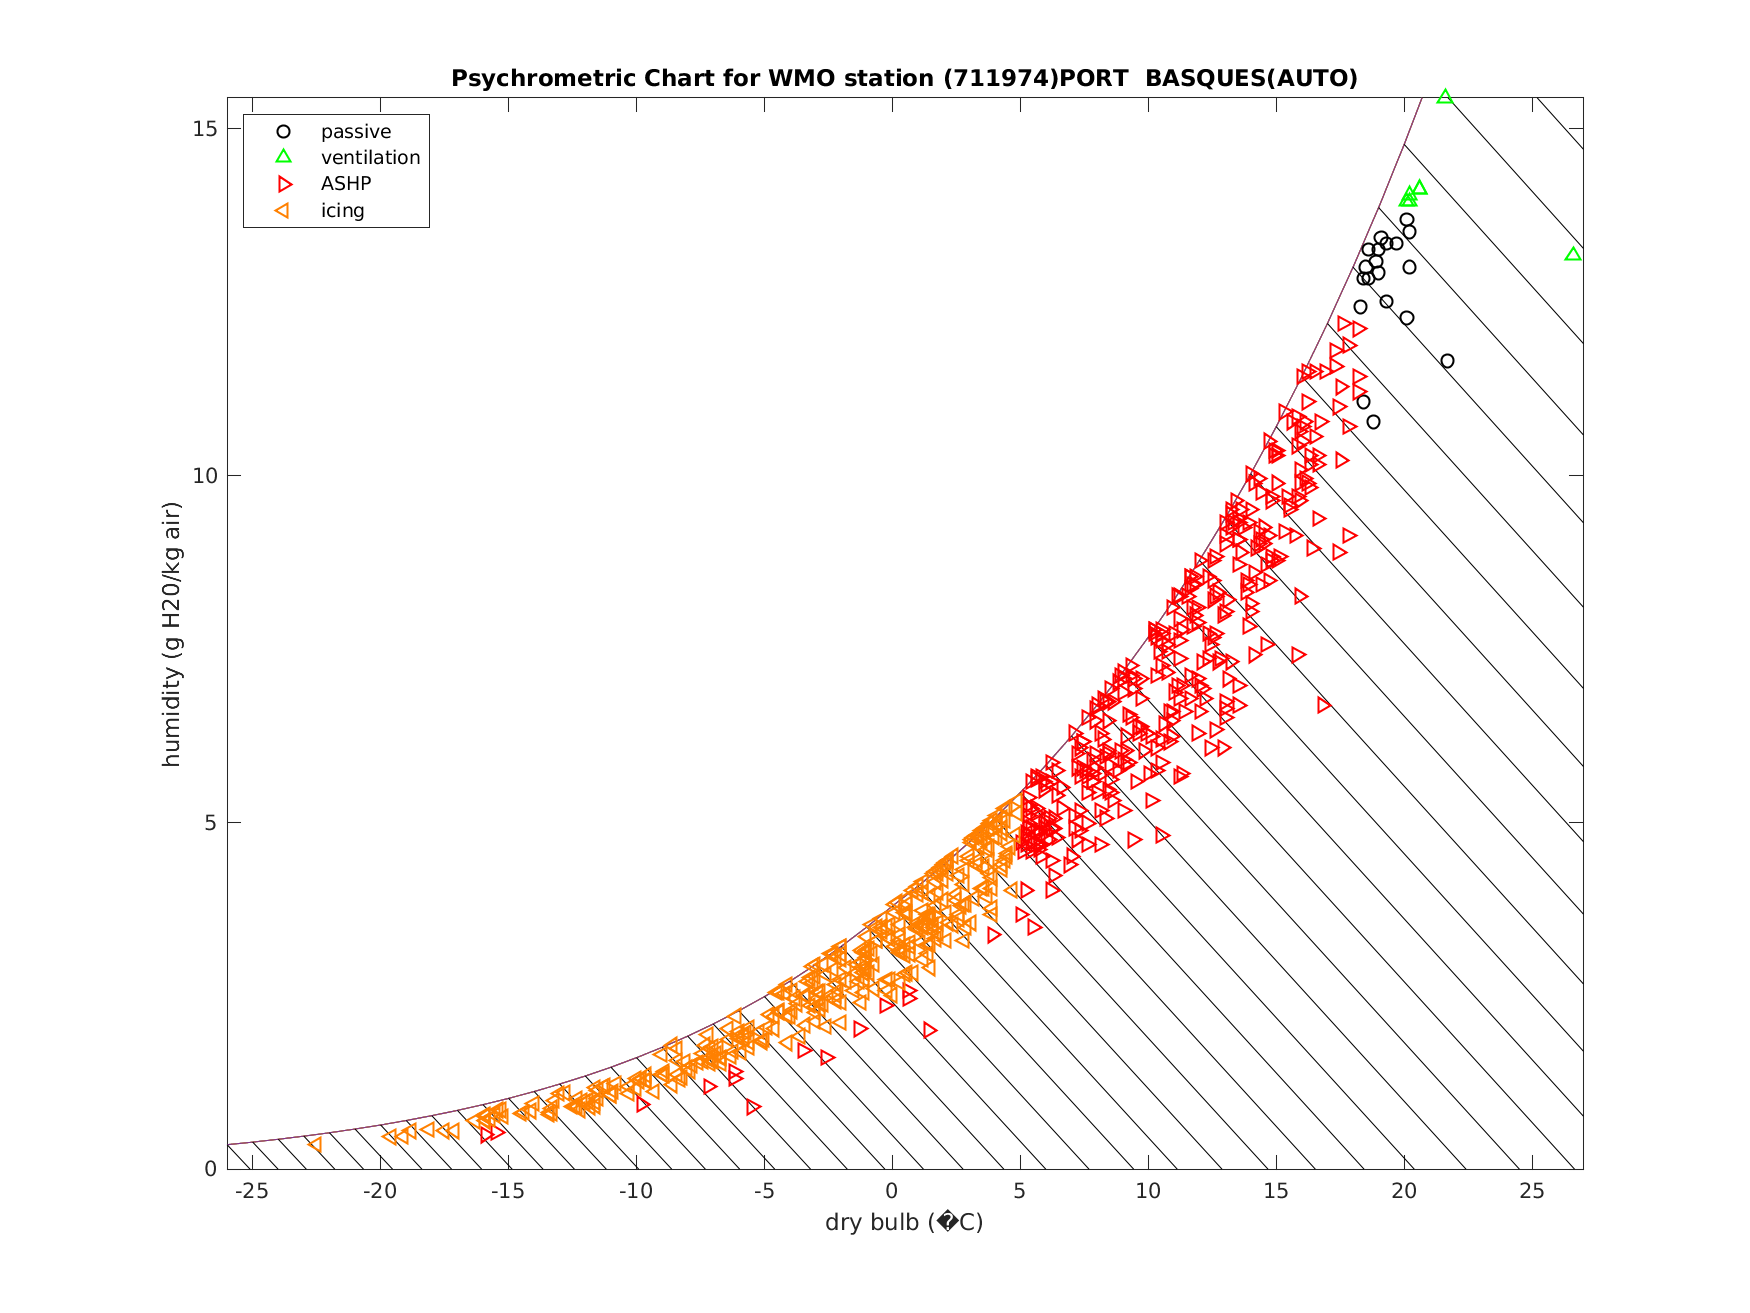 Psychrometric Chart for WMO station (711974)PORT  BASQUES(AUTO)
passive
ventilation
ASHP
icing
humidity (g H20/kg air)
15
10
5
0
-25 -20 -15 -10 -5 0 5 10 15 20 25
dry bulb (�C)